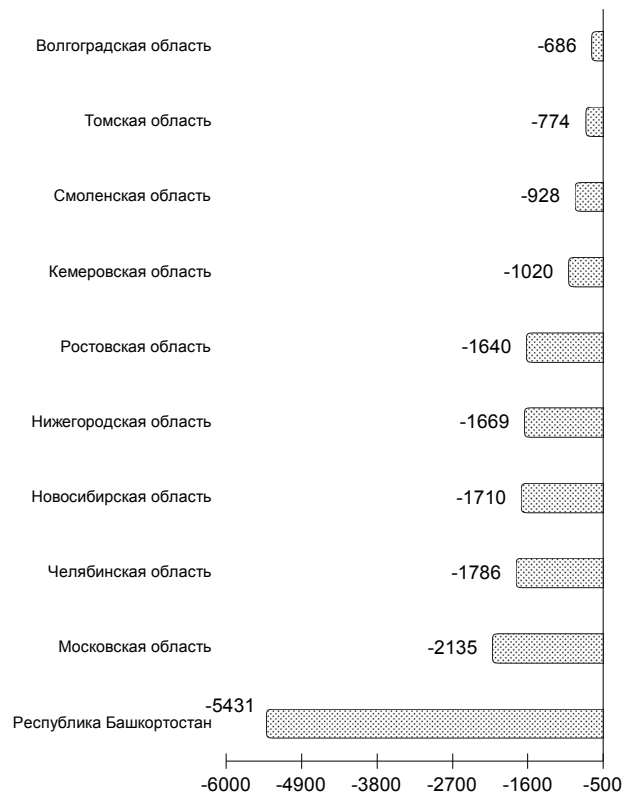 Волгоградская область -686
Томская область -774
Смоленская область -928
Кемеровская область -1020
Ростовская область -1640
Нижегородская область -1669
Новосибирская область -1710
Челябинская область -1786
Московская область -2135
-5431
Республика Башкортостан
-6000 -4900 -3800 -2700 -1600 -500